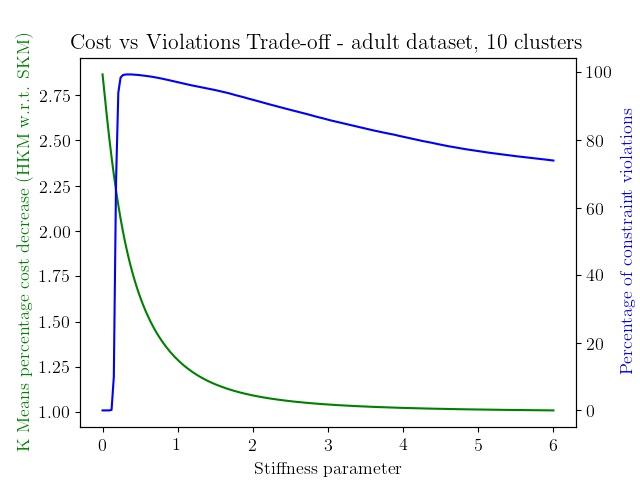 Cost vs Violations Trade-off - adult dataset, 10 clusters
K Means percentage cost decrease (HKM w.r.t. SKM)
2.75
2.50
2.25
2.00
1.75
1.50
1.25
1.00
100
80
60
40
20
0
Percentage of constraint violations
0 1 2 3 4 5 6
Stiffness parameter